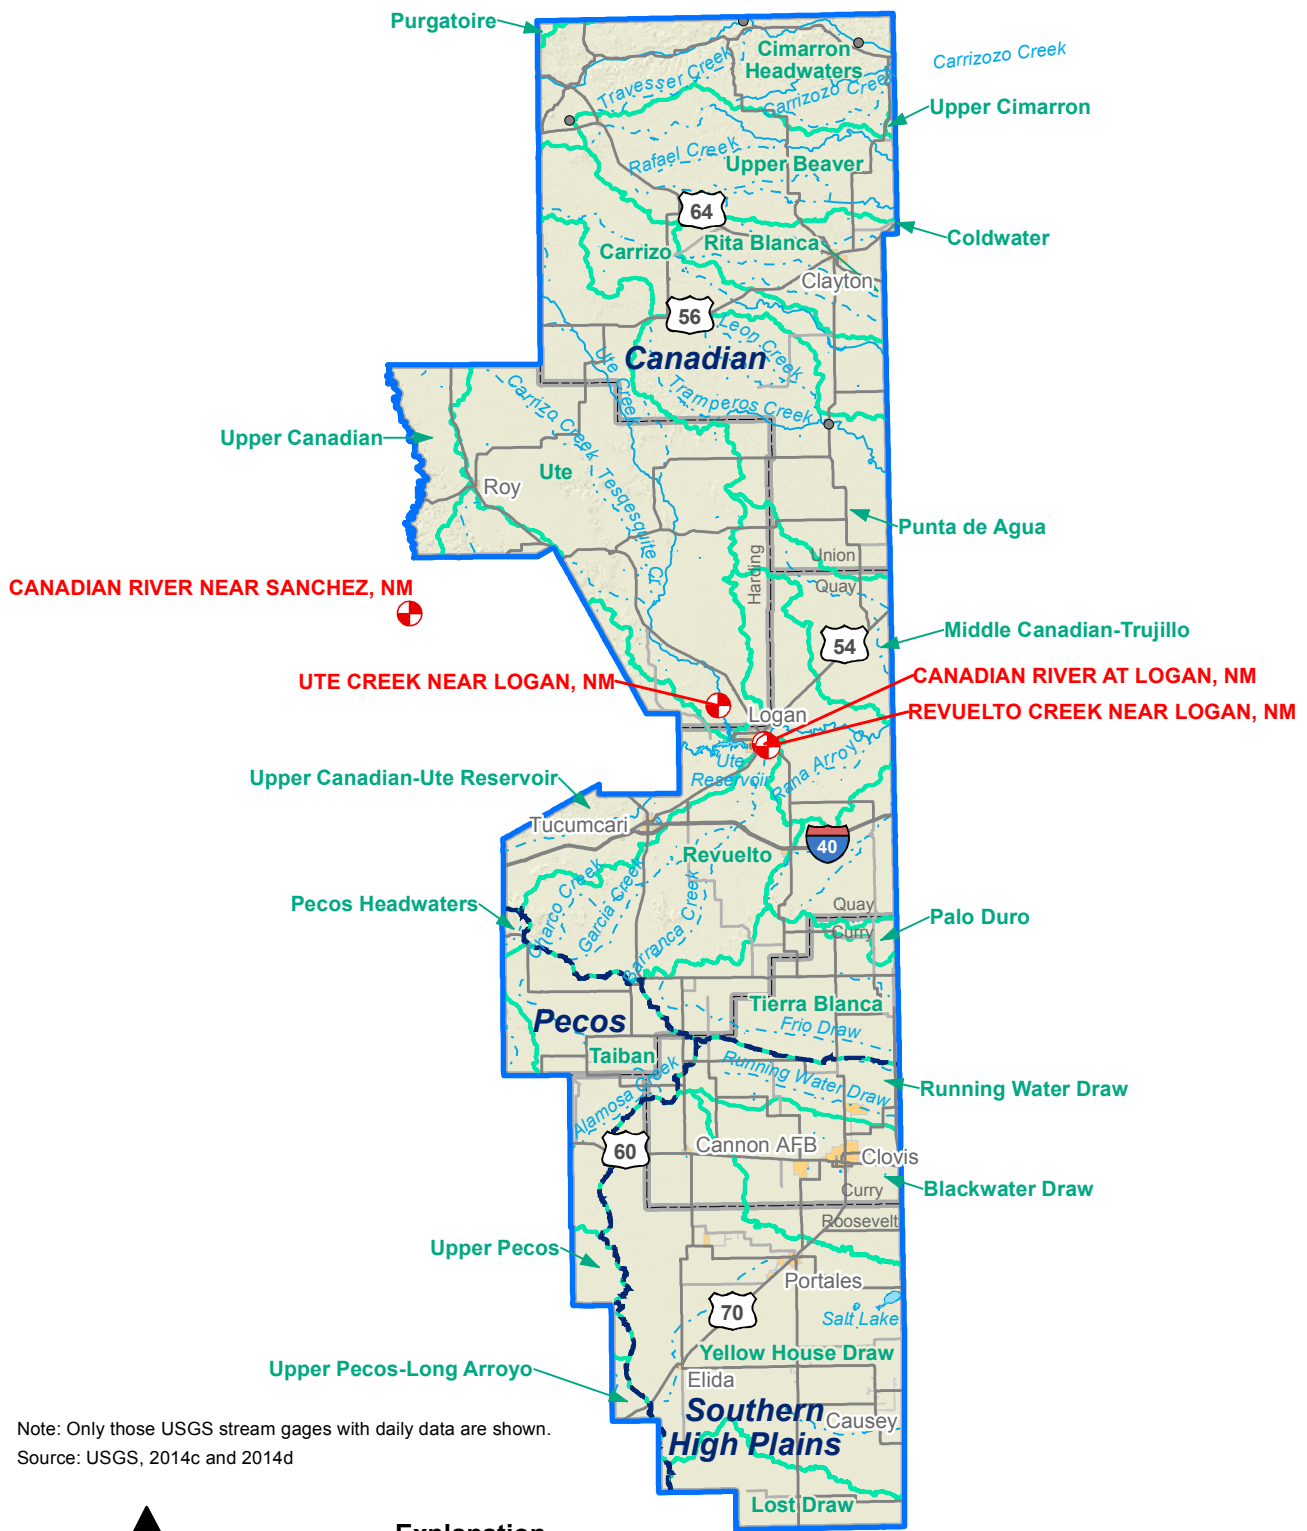 Purgatoire
Cimarron
Headwaters
Carrizozo Creek
Travesser Creek
Carrizozo Creek
Upper Cimarron
Rafael Creek
Upper Beaver
64
Coldwater
Rita Blanca
Carrizo
Clayton
56
Leon Creek
Canadian
Ute Creek
Tramperos Creek
Carrizo Creek
Upper Canadian
Ute
Roy
Tesqesquite Cr
Punta de Agua
Union
Harding
Quay
CANADIAN RIVER NEAR SANCHEZ, NM
Middle Canadian-Trujillo
54
CANADIAN RIVER AT LOGAN, NM
UTE CREEK NEAR LOGAN, NM
Logan
REVUELTO CREEK NEAR LOGAN, NM
Ute
Reservoir
Rana Arroyo
Upper Canadian-Ute Reservoir
Tucumcari
40
Revuelto
Charco Creek
Garcia Creek
Barranca Creek
Pecos Headwaters
Quay
Curry
Palo Duro
Tierra Blanca
Pecos
Frio Draw
Taiban
Running Water Draw
Running Water Draw
Alamosa Creek
60
Cannon AFB
Clovis
Blackwater Draw
Curry
Roosevelt
Upper Pecos
Portales
70
Salt Lake
Yellow House Draw
Upper Pecos-Long Arroyo
Elida
Southern
High Plains
Causey
Note: Only those USGS stream gages with daily data are shown.
Source: USGS, 2014c and 2014d
Lost Draw
Explanation